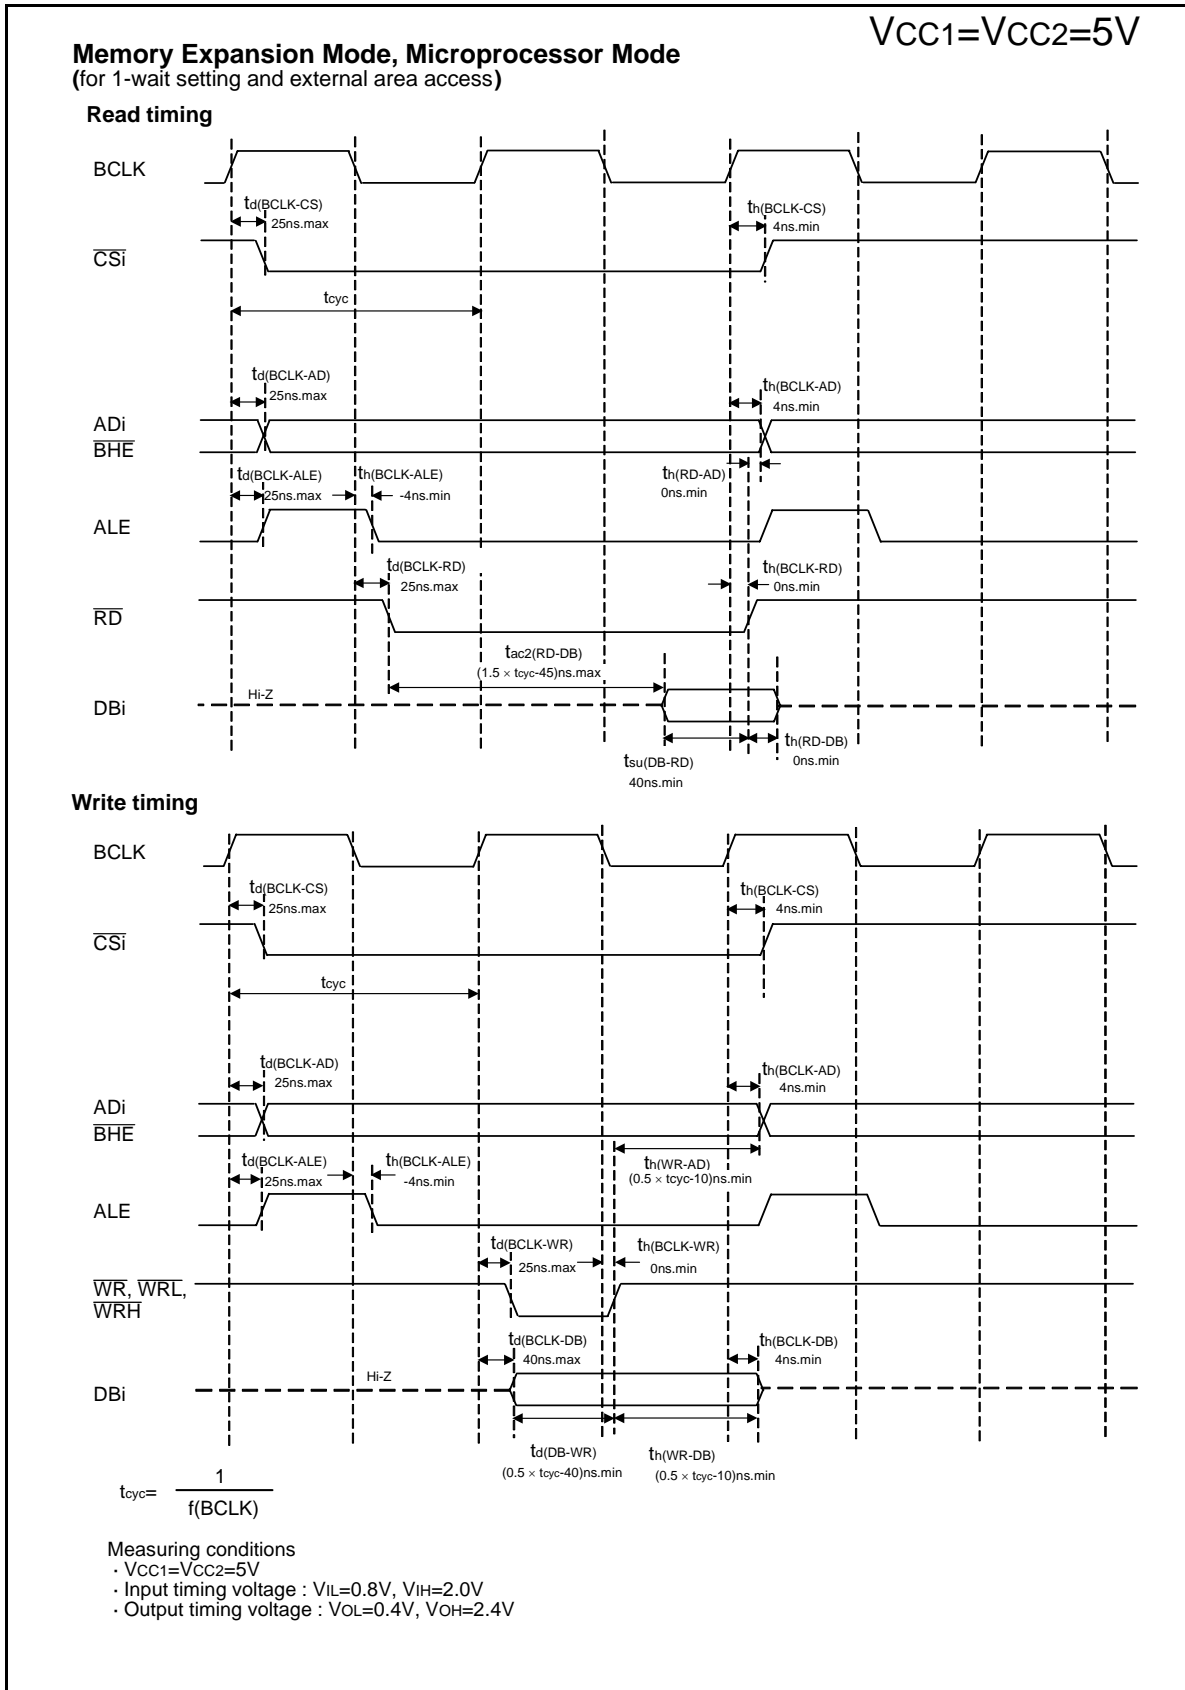 VCC1=VCC2=5V
Memory Expansion Mode, Microprocessor Mode
(for 1-wait setting and external area access)
Read timing
BCLK
td(BCLK-CS)
25ns.max
th(BCLK-CS)
4ns.min
CSi
tcyc
td(BCLK-AD)
25ns.max
th(BCLK-AD)
4ns.min
ADi
BHE
td(BCLK-ALE)
25ns.max
th(BCLK-ALE)
-4ns.min
th(RD-AD)
0ns.min
ALE
td(BCLK-RD)
25ns.max
th(BCLK-RD)
0ns.min
RD
tac2(RD-DB)
(1.5 × tcyc-45)ns.max
Hi-Z
DBi
tsu(DB-RD)
40ns.min
th(RD-DB)
0ns.min
Write timing
BCLK
td(BCLK-CS)
25ns.max
th(BCLK-CS)
4ns.min
CSi
tcyc
td(BCLK-AD)
25ns.max
th(BCLK-AD)
4ns.min
ADi
BHE
td(BCLK-ALE)
25ns.max
th(BCLK-ALE)
-4ns.min
th(WR-AD)
(0.5 × tcyc-10)ns.min
ALE
td(BCLK-WR)
25ns.max
th(BCLK-WR)
0ns.min
WR, WRL,
WRH
td(BCLK-DB)
40ns.max
th(BCLK-DB)
4ns.min
Hi-Z
DBi
td(DB-WR)
(0.5 × tcyc-40)ns.min
th(WR-DB)
(0.5 × tcyc-10)ns.min
tcyc=
1
f(BCLK)
Measuring conditions
· VCC1=VCC2=5V
· Input timing voltage : VIL=0.8V, VIH=2.0V
· Output timing voltage : VOL=0.4V, VOH=2.4V